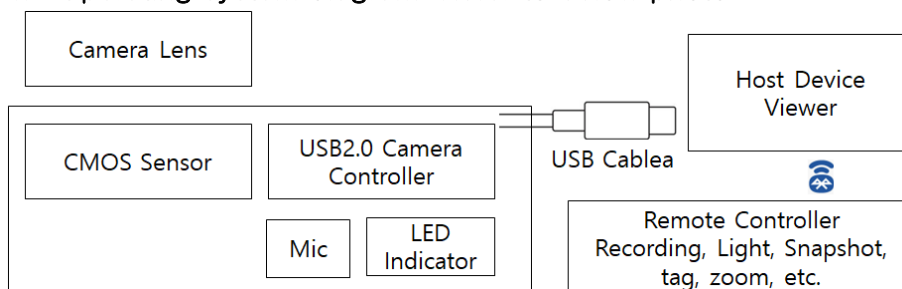 Camera Lens
Host Device
Viewer
CMOS Sensor
USB2.0 Camera
Controller
USB Cablea
Mic
LED
Indicator
Remote Controller
Recording, Light, Snapshot,
tag, zoom, etc.